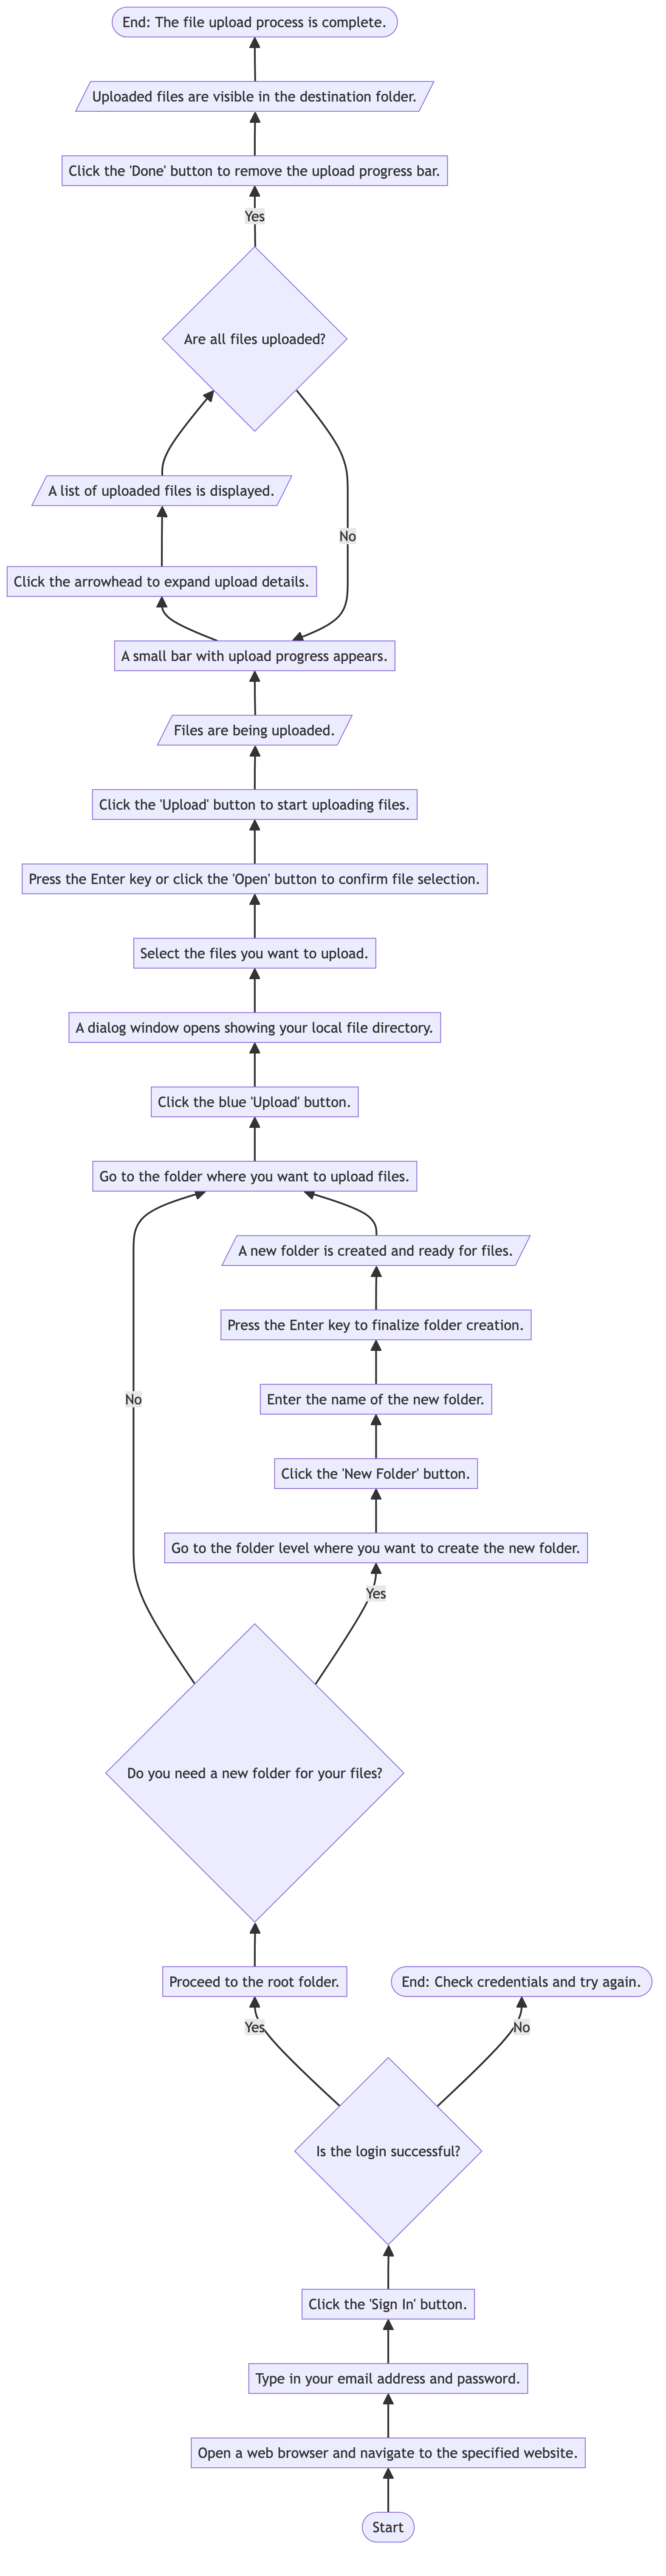 End: The file upload process is complete.
Uploaded files are visible in the destination folder.
Click the 'Done' button to remove the upload progress bar.
Yes
Are all files uploaded?
A list of uploaded files is displayed.
No
Click the arrowhead to expand upload details.
A small bar with upload progress appears.
Files are being uploaded.
Click the 'Upload' button to start uploading files.
Press the Enter key or click the 'Open' button to confirm file selection.
Select the files you want to upload.
A dialog window opens showing your local file directory.
Click the blue 'Upload' button.
Go to the folder where you want to upload files.
A new folder is created and ready for files.
Press the Enter key to finalize folder creation.
No
Enter the name of the new folder.
Click the 'New Folder' button.
Go to the folder level where you want to create the new folder.
Yes
Do you need a new folder for your files?
Proceed to the root folder.
End: Check credentials and try again.
Yes
No
Is the login successful?
Click the 'Sign In' button.
Type in your email address and password.
Open a web browser and navigate to the specified website.
Start